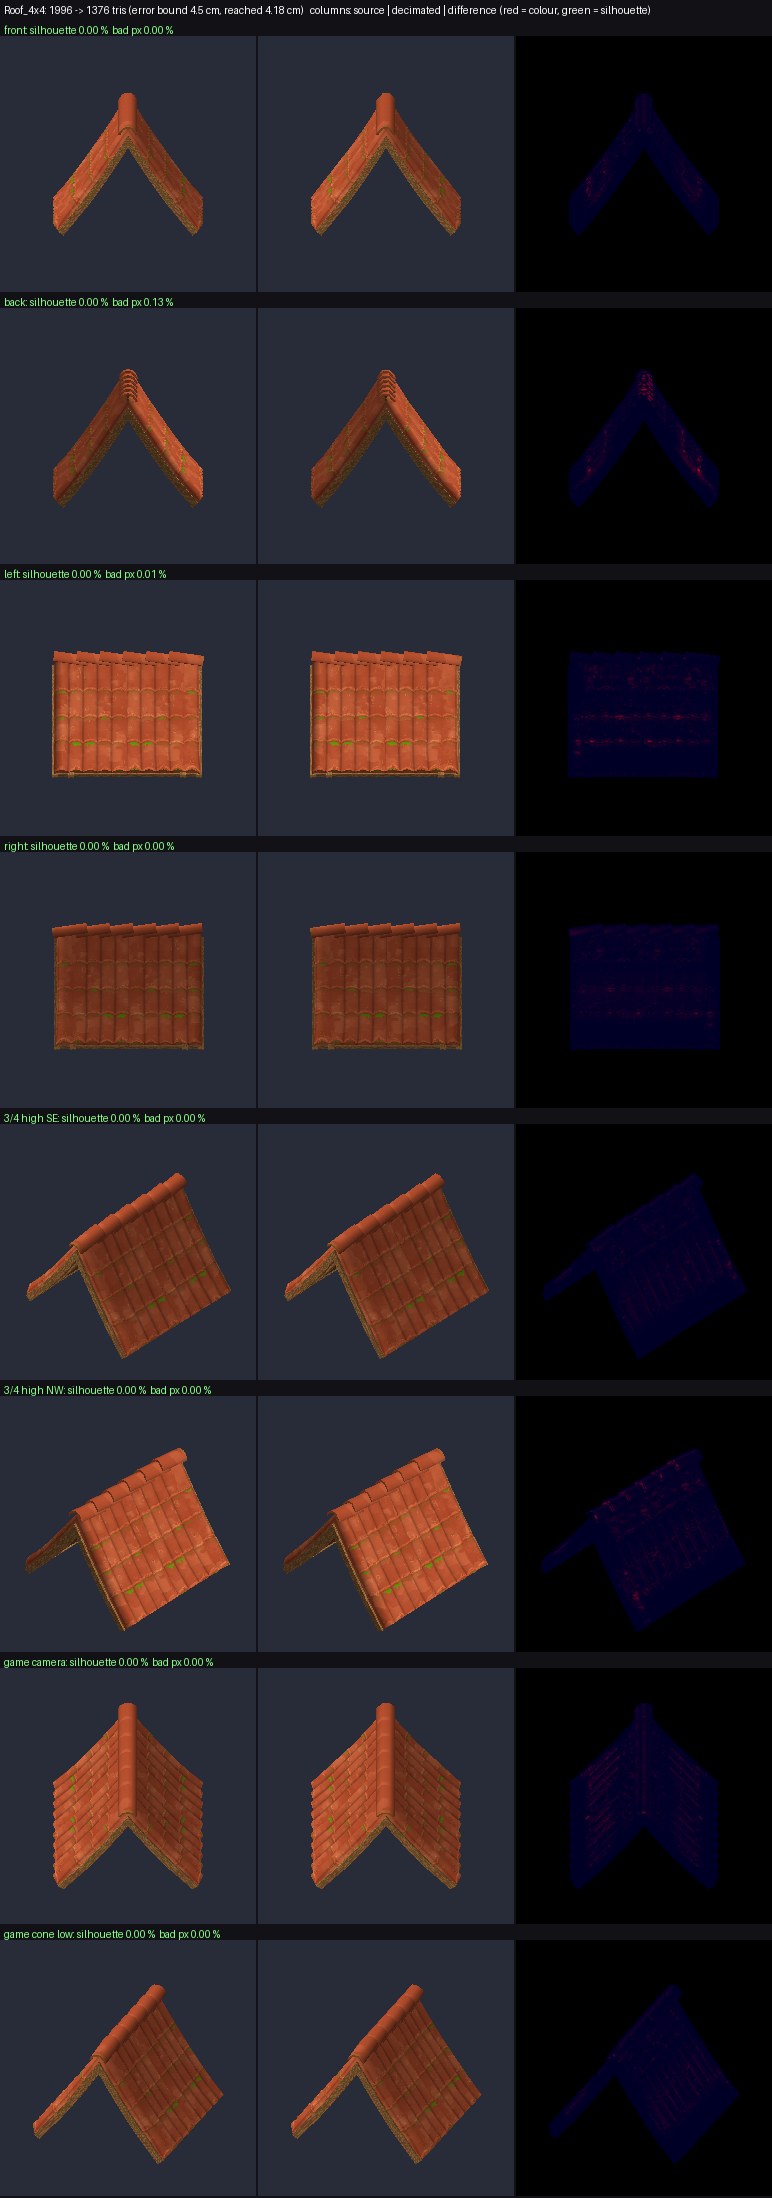 Roof_4x4: 1996 -> 1376 tris (error bound 4.5 cm, reached 4.18 cm)  columns: source | decimated | difference (red = colour, green = silhouette)
front: silhouette 0.00 %  bad px 0.00 %
back: silhouette 0.00 %  bad px 0.13 %
left: silhouette 0.00 %  bad px 0.01 %
right: silhouette 0.00 %  bad px 0.00 %
3/4 high SE: silhouette 0.00 %  bad px 0.00 %
3/4 high NW: silhouette 0.00 %  bad px 0.00 %
game camera: silhouette 0.00 %  bad px 0.00 %
game cone low: silhouette 0.00 %  bad px 0.00 %